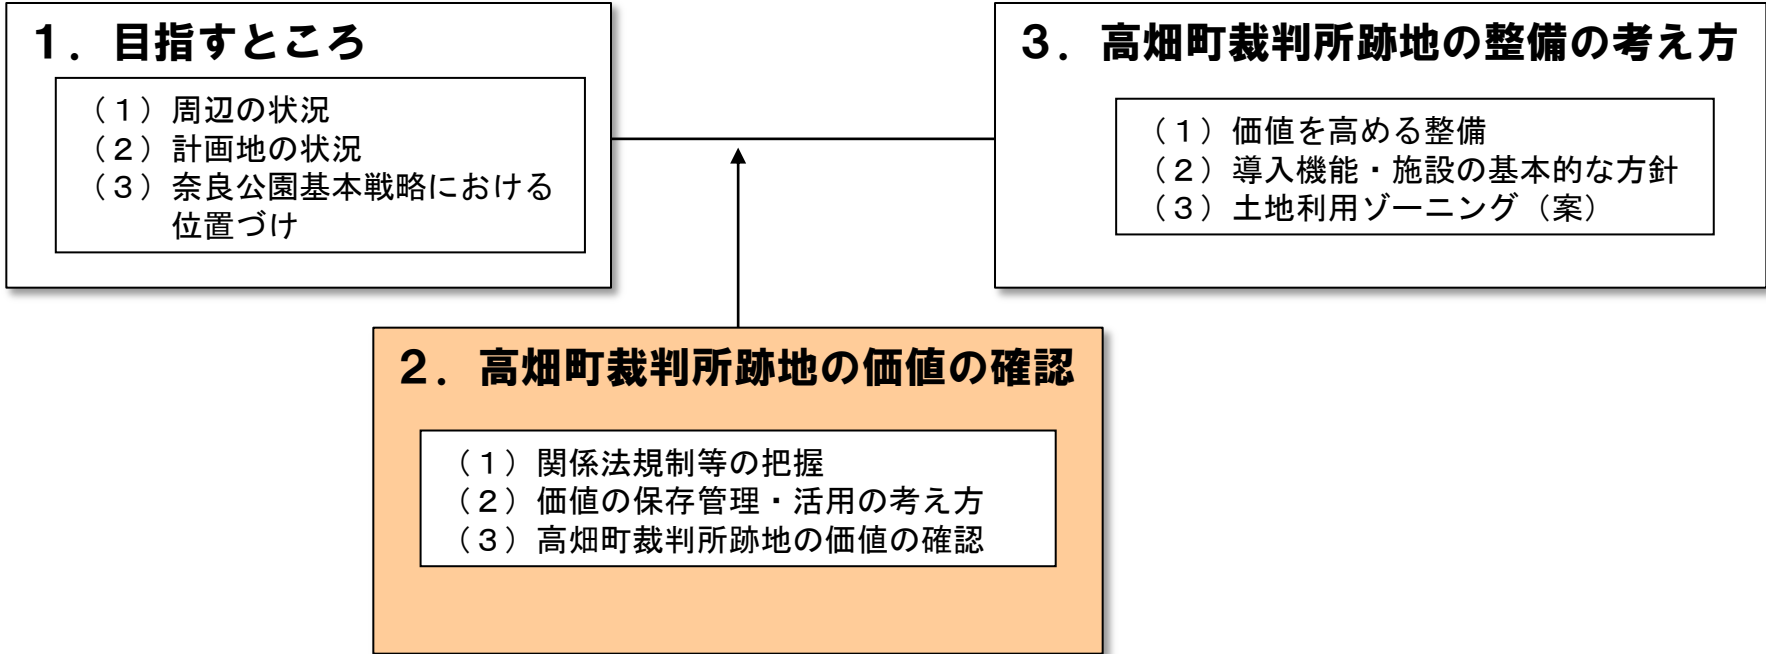 １．目指すところ
（１）周辺の状況
（２）計画地の状況
（３）奈良公園基本戦略における
位置づけ
３．高畑町裁判所跡地の整備の考え方
（１）価値を高める整備
（２）導入機能・施設の基本的な方針
（３）土地利用ゾーニング（案）
２．高畑町裁判所跡地の価値の確認
（１）関係法規制等の把握
（２）価値の保存管理・活用の考え方
（３）高畑町裁判所跡地の価値の確認